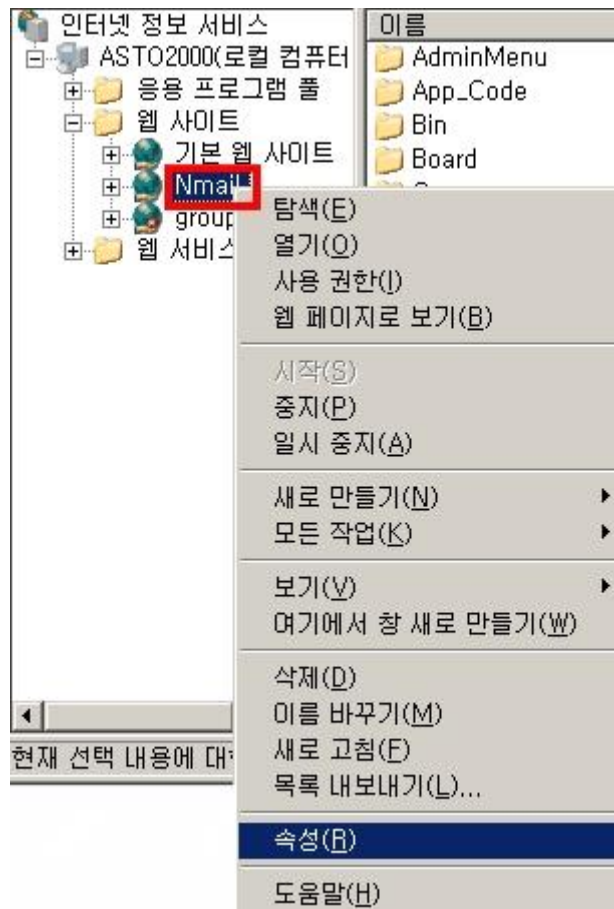 인터넷 정보 서비스
이름
ASTO2000(로컬 컴퓨터
AdminMenu
응용 프로그램 풀
App_Code
웹 사이트
Bin
기본 웹 사이트
Board
Nmail
group
웹 서비스
탐색(E)
열기(O)
사용 권한(I)
웹 페이지로 보기(B)
시작(S)
중지(P)
일시 중지(A)
새로 만들기(N)
모든 작업(K)
보기(V)
여기에서 창 새로 만들기(W)
삭제(D)
이름 바꾸기(M)
새로 고침(F)
목록 내보내기(L)...
속성(R)
도움말(H)
현재 선택 내용에 대